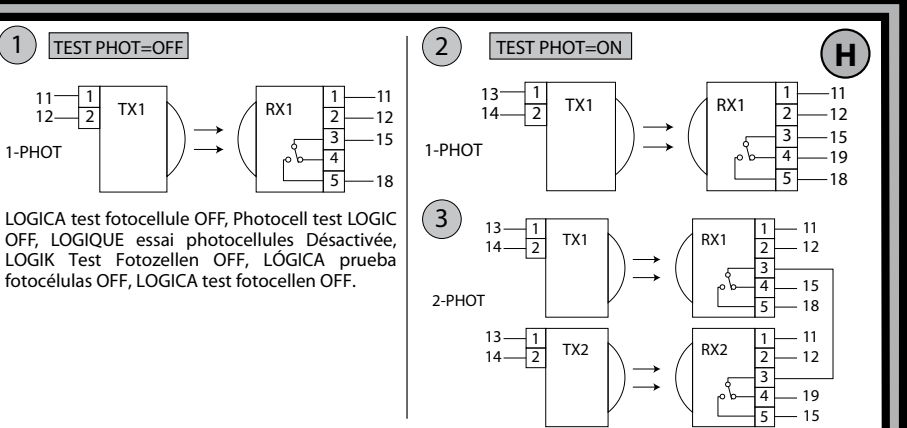 1 TEST PHOT=OFF
11 1 TX1 RX1 1 11
12 2 2 12
3 15
1-PHOT 4
5 18
LOGICA test fotocellule OFF, Photocell test LOGIC
OFF, LOGIQUE essai photocellules Désactivée,
LOGIK Test Fotozellen OFF, LÓGICA prueba
fotocélulas OFF, LOGICA test fotocellen OFF.
2 TEST PHOT=ON H
13 1 TX1 RX1 1 11
14 2 2 12
3 15
1-PHOT 4 19
5 18
3
13 1 TX1 RX1 1 11
14 2 2 12
3
4 15
2-PHOT 5 18
13 1 TX2 RX2 1 11
14 2 2 12
3
4 19
5 15